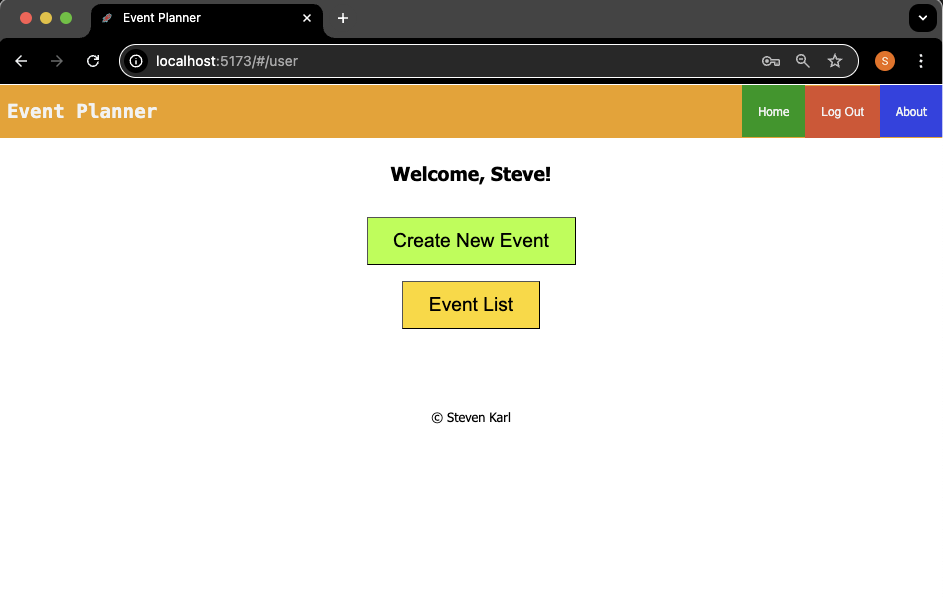 Event Planner
localhost:5173/#/user
S
Event Planner
Home
Log Out
About
Welcome, Steve!
Create New Event
Event List
© Steven Karl